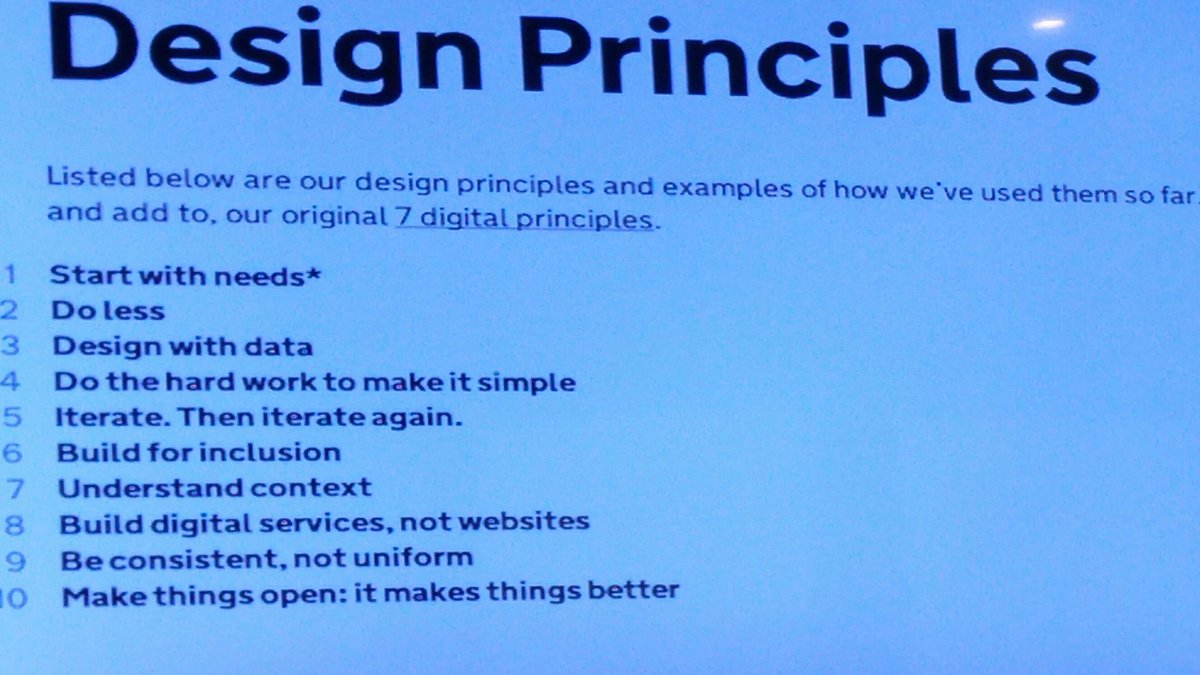 Design Principles
Listed below are our design principles and examples of how we've used them so far.
and add to, our original 7 digital principles.
1 Start with needs*
2 Do less
3 Design with data
4 Do the hard work to make it simple
5 Iterate. Then iterate again.
6 Build for inclusion
7 Understand context
8 Build digital services, not websites
9 Be consistent, not uniform
10 Make things open: it makes things better